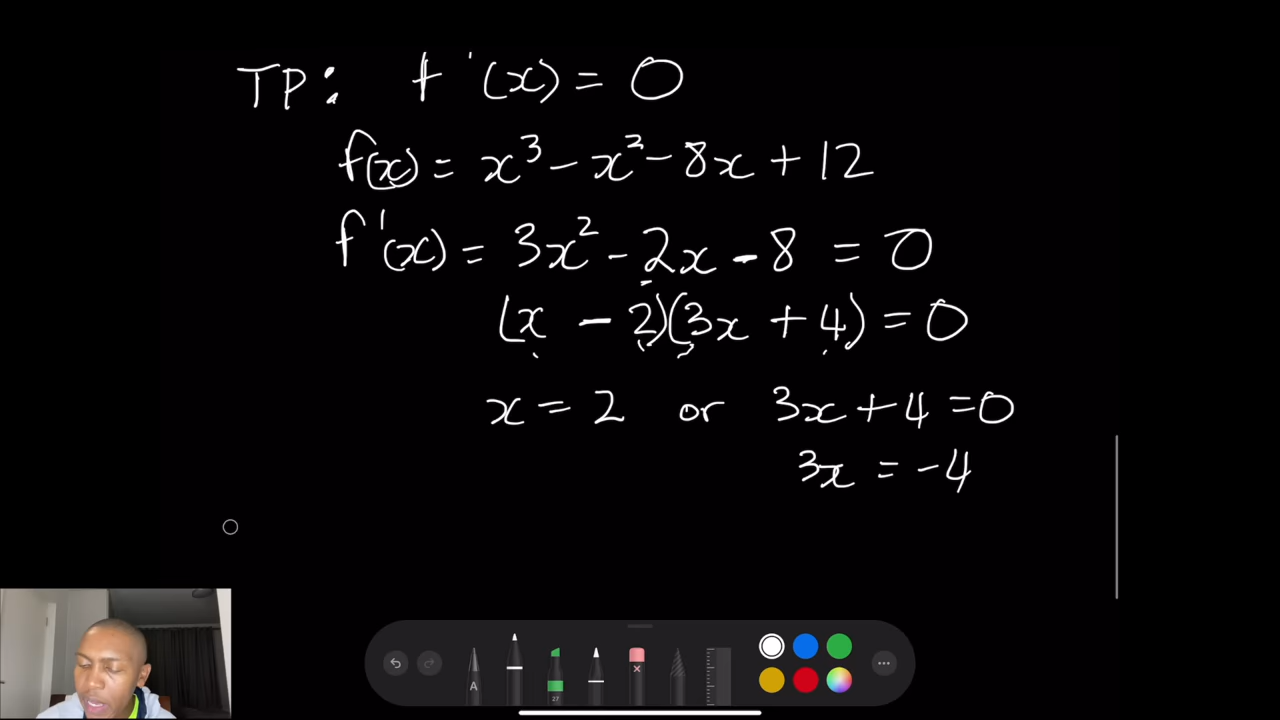 TP: f'(x) = 0
f(x) = x³ - x² - 8x + 12
f'(x) = 3x² - 2x - 8 = 0
(x - 2)(3x + 4) = 0
x = 2 or 3x + 4 = 0
3x = -4
A
27